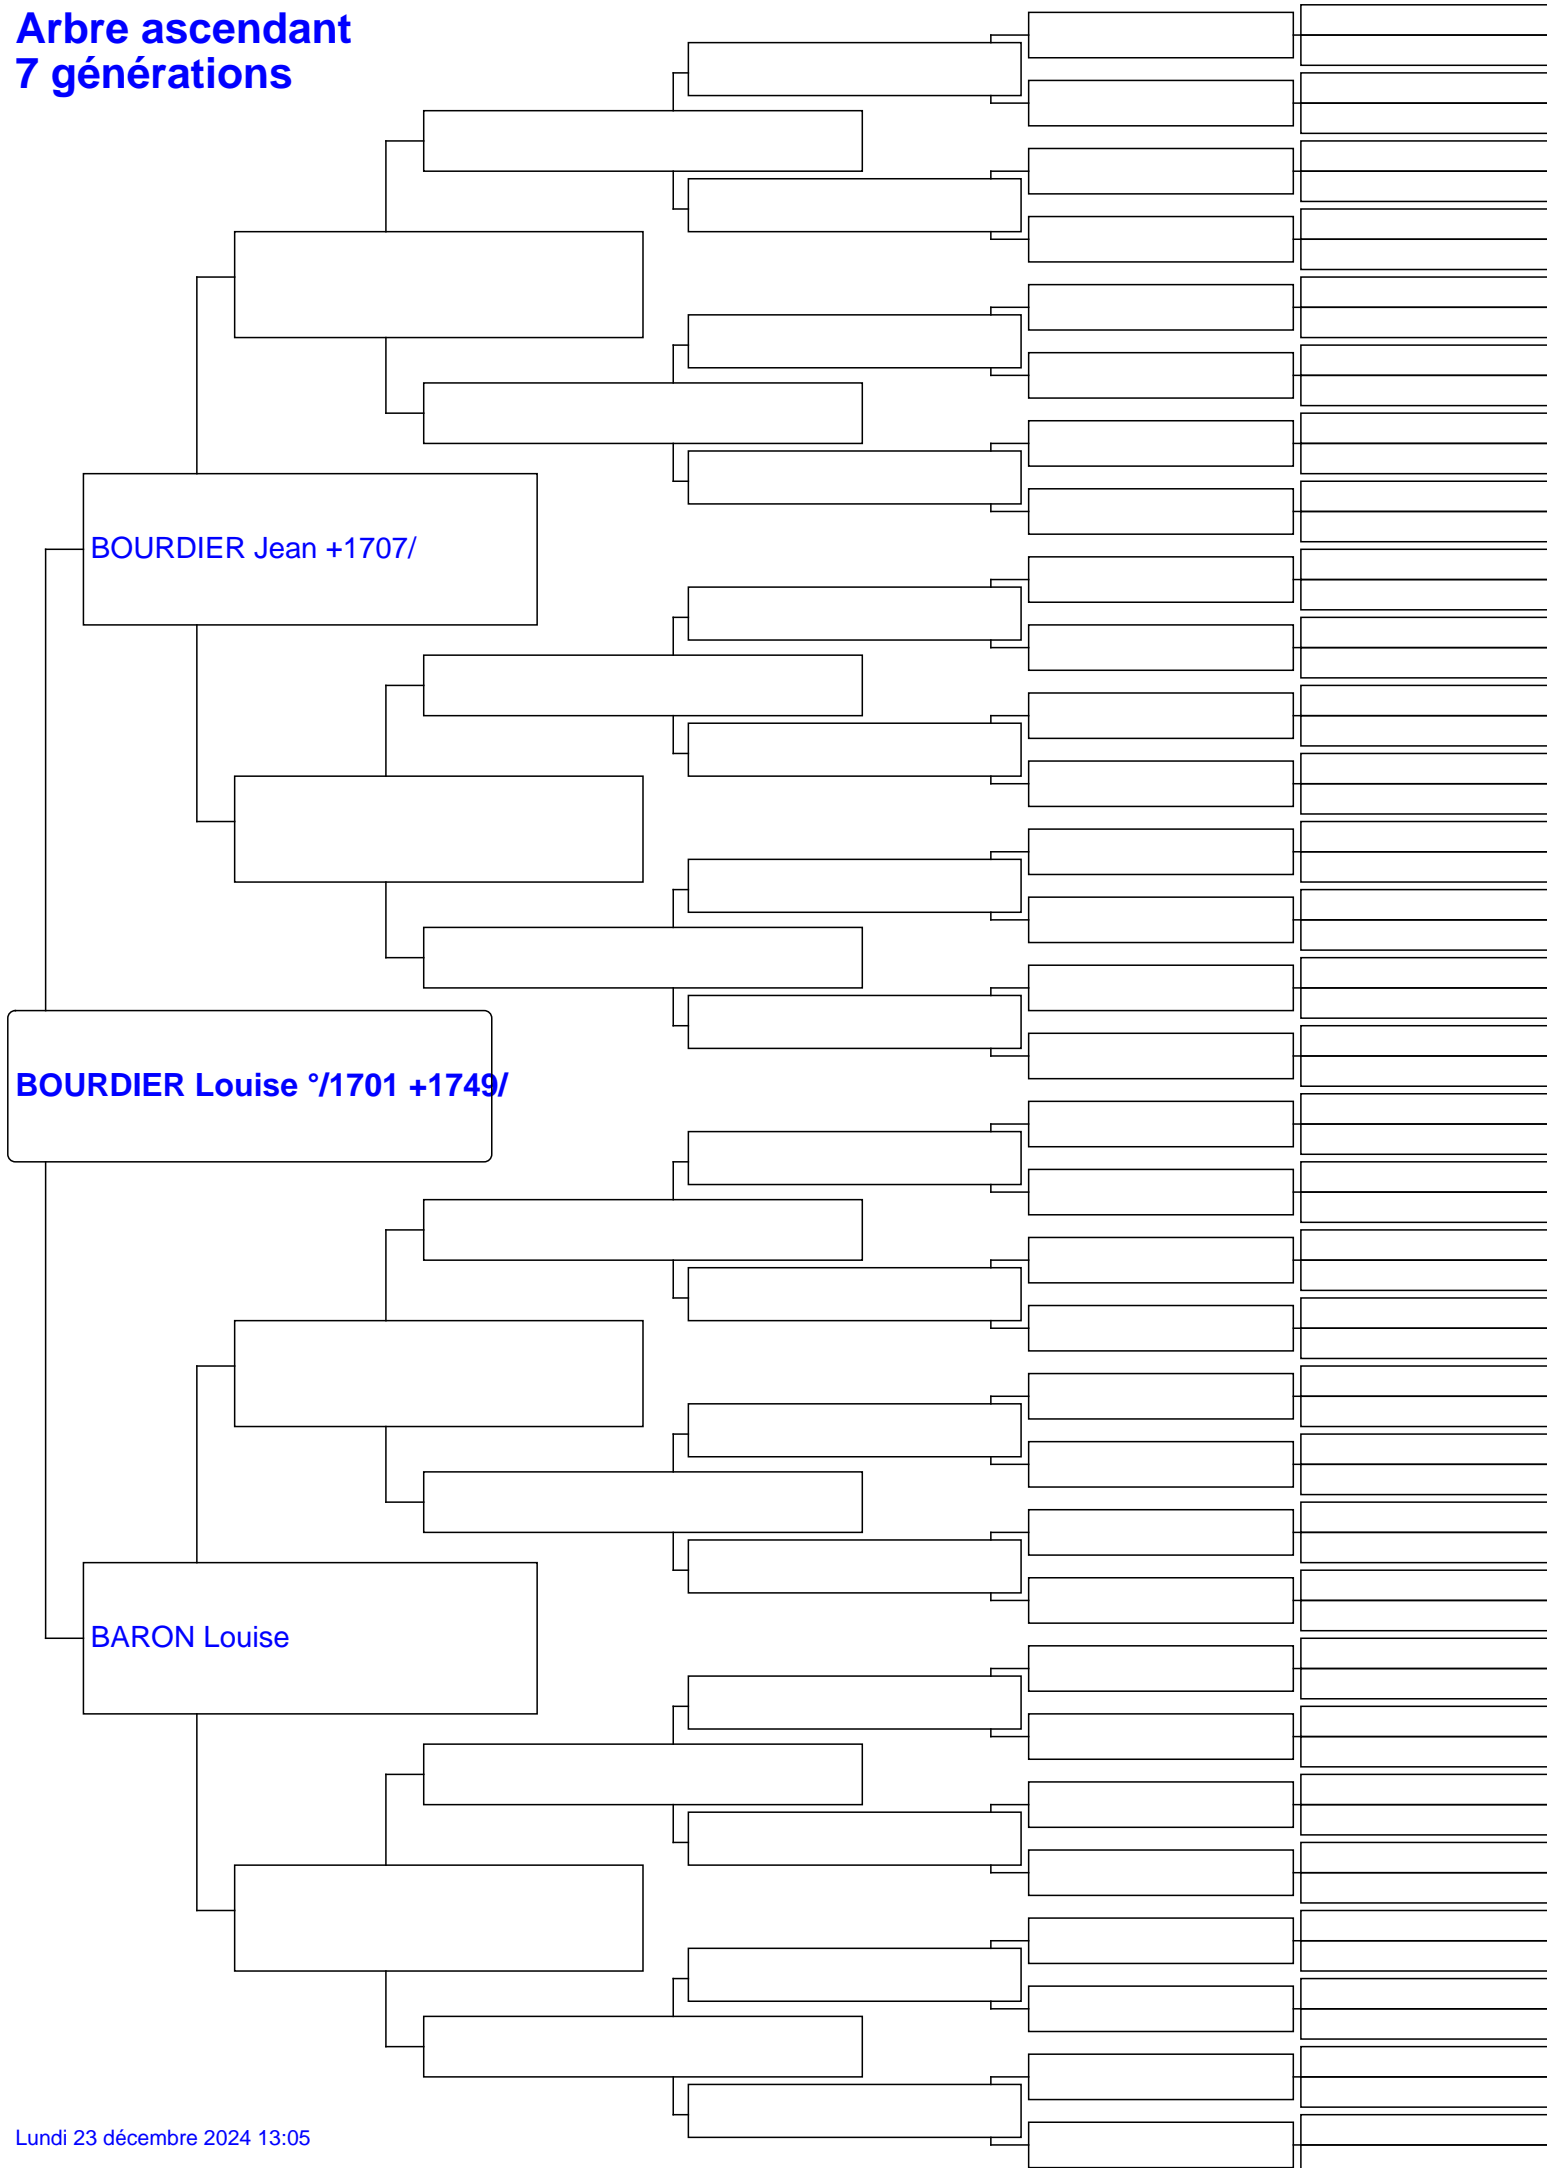 Arbre ascendant
7 générations
BOURDIER Jean +1707/
BOURDIER Louise °/1701 +1749/
BARON Louise
Lundi 23 décembre 2024 13:05